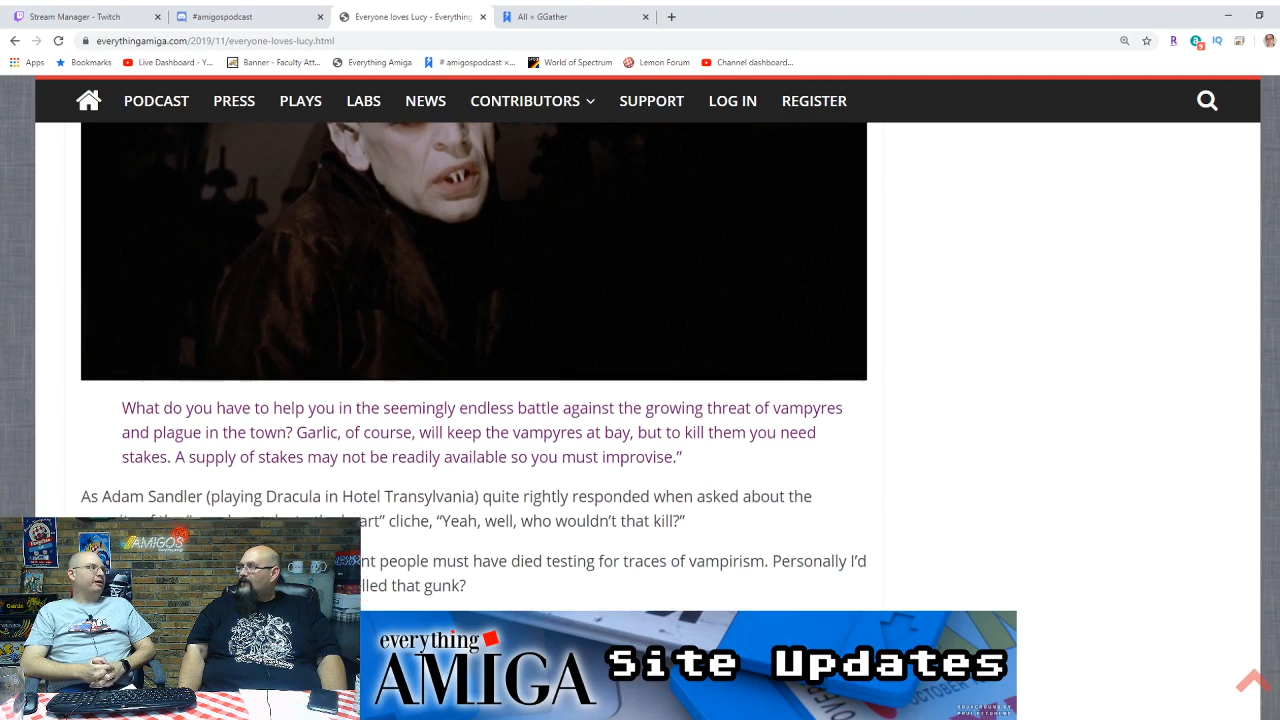 Stream Manager - Twitch
#amigospodcast
Everyone loves Lucy - Everything
All × GGather
everythingamiga.com/2019/11/everyone-loves-lucy.html
Apps
Bookmarks
Live Dashboard - Y...
Banner - Faculty Att...
Everything Amiga
# amigospodcast ×...
World of Spectrum
Lemon Forum
Channel dashboard...
PODCAST
PRESS
PLAYS
LABS
NEWS
CONTRIBUTORS
SUPPORT
LOG IN
REGISTER
What do you have to help you in the seemingly endless battle against the growing threat of vampyres
and plague in the town? Garlic, of course, will keep the vampyres at bay, but to kill them you need
stakes. A supply of stakes may not be readily available so you must improvise.”
As Adam Sandler (playing Dracula in Hotel Transylvania) quite rightly responded when asked about the
cliche, “Yeah, well, who wouldn’t that kill?”
people must have died testing for traces of vampirism. Personally I’d
that gunk?
AMIGOS
everything
AMIGA
Site Updates
OCTOBER